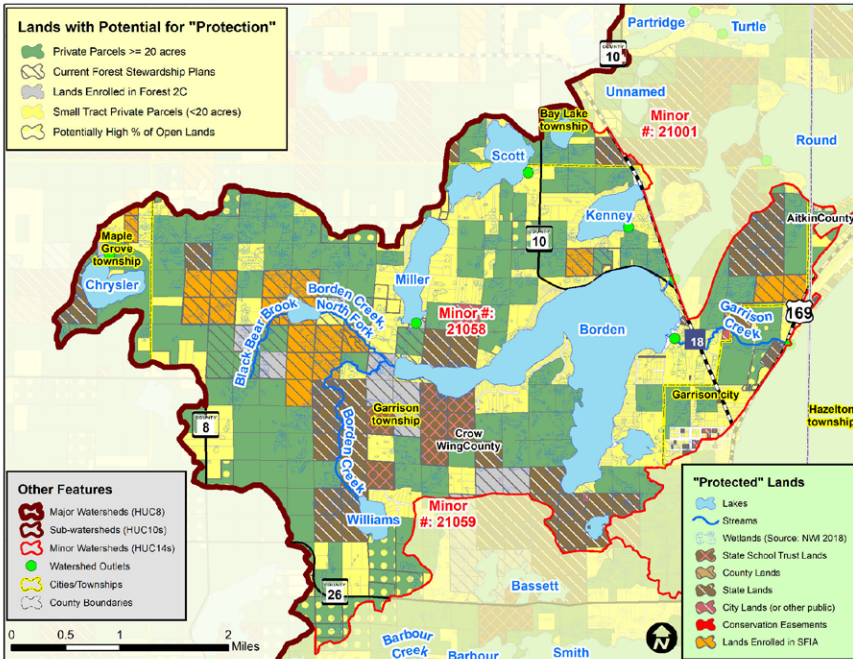 Lands with Potential for "Protection"
Private Parcels >= 20 acres
Current Forest Stewardship Plans
Lands Enrolled in Forest 2C
Small Tract Private Parcels (<20 acres)
Potentially High % of Open Lands
Partridge
Turtle
COUNTY
10
Unnamed
Bay Lake
township
Minor
#: 21001
Round
Scott
Kenney
COUNTY
10
Aitkin County
Maple
Grove
township
Chrysler
Miller
Borden Creek,
North Fork
Black Bear Brook
Minor #:
21058
Borden
169
Garrison
Creek
18
Garrison city
Hazelton
township
COUNTY
8
Garrison
township
Crow
Wing County
Borden Creek
Williams
Minor
#: 21059
COUNTY
26
Bassett
Barbour
Creek
Barbour
Smith
Other Features
Major Watersheds (HUC8)
Sub-watersheds (HUC10s)
Minor Watersheds (HUC14s)
Watershed Outlets
Cities/Townships
County Boundaries
0 0.5 1 2
Miles
N
"Protected" Lands
Lakes
Streams
Wetlands (Source: NWI 2018)
State School Trust Lands
County Lands
State Lands
City Lands (or other public)
Conservation Easements
Lands Enrolled in SFIA